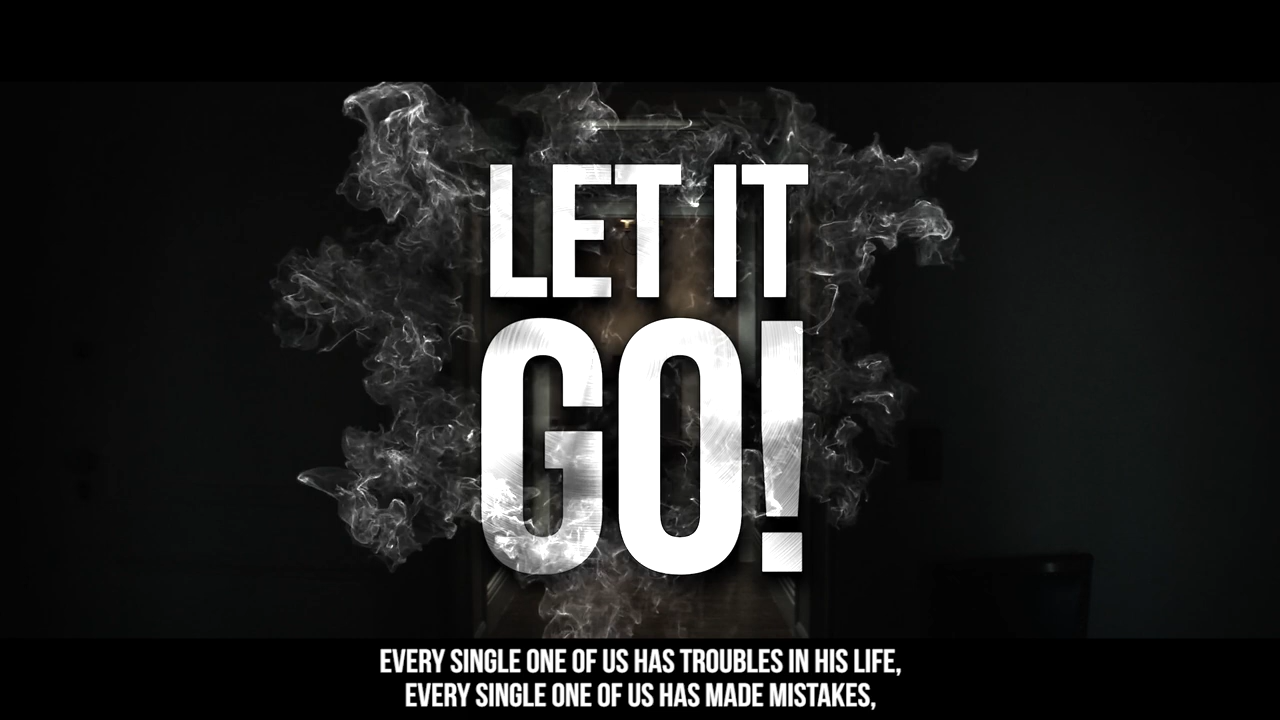 LET IT
GO!
EVERY SINGLE ONE OF US HAS TROUBLES IN HIS LIFE,
EVERY SINGLE ONE OF US HAS MADE MISTAKES,